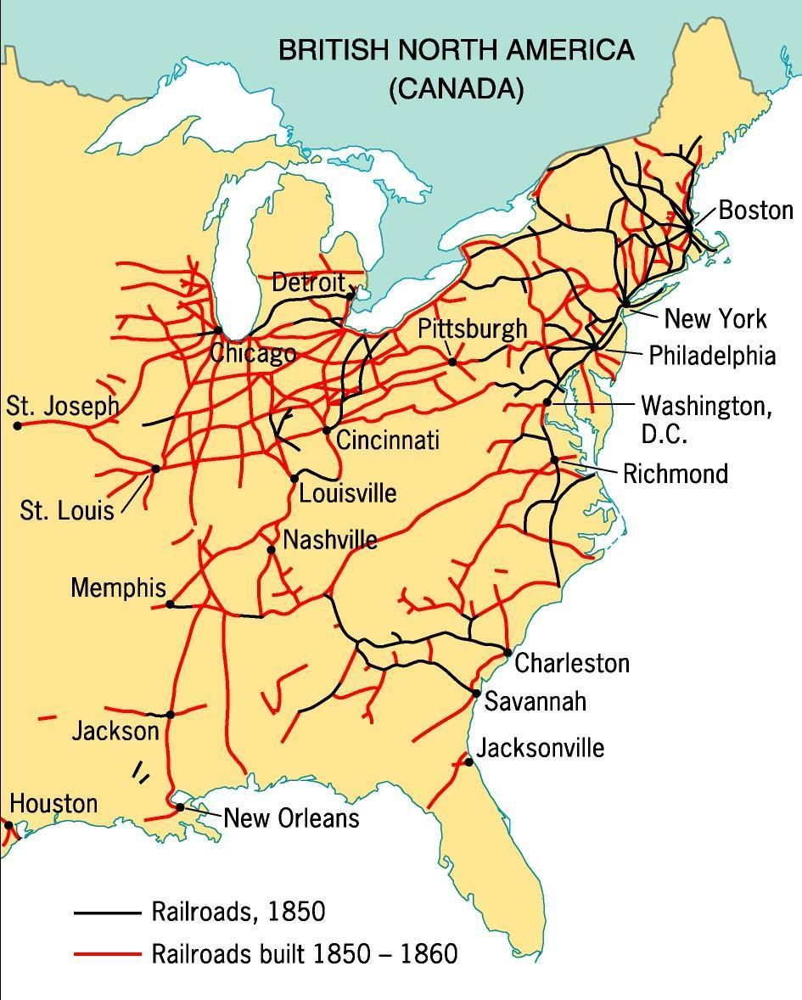 BRITISH NORTH AMERICA
(CANADA)
Boston
Detroit
New York
Pittsburgh
Chicago
Philadelphia
St. Joseph
Washington,
D.C.
Cincinnati
Richmond
Louisville
St. Louis
Nashville
Memphis
Charleston
Savannah
Jackson
Jacksonville
Houston
New Orleans
Railroads, 1850
Railroads built 1850 – 1860